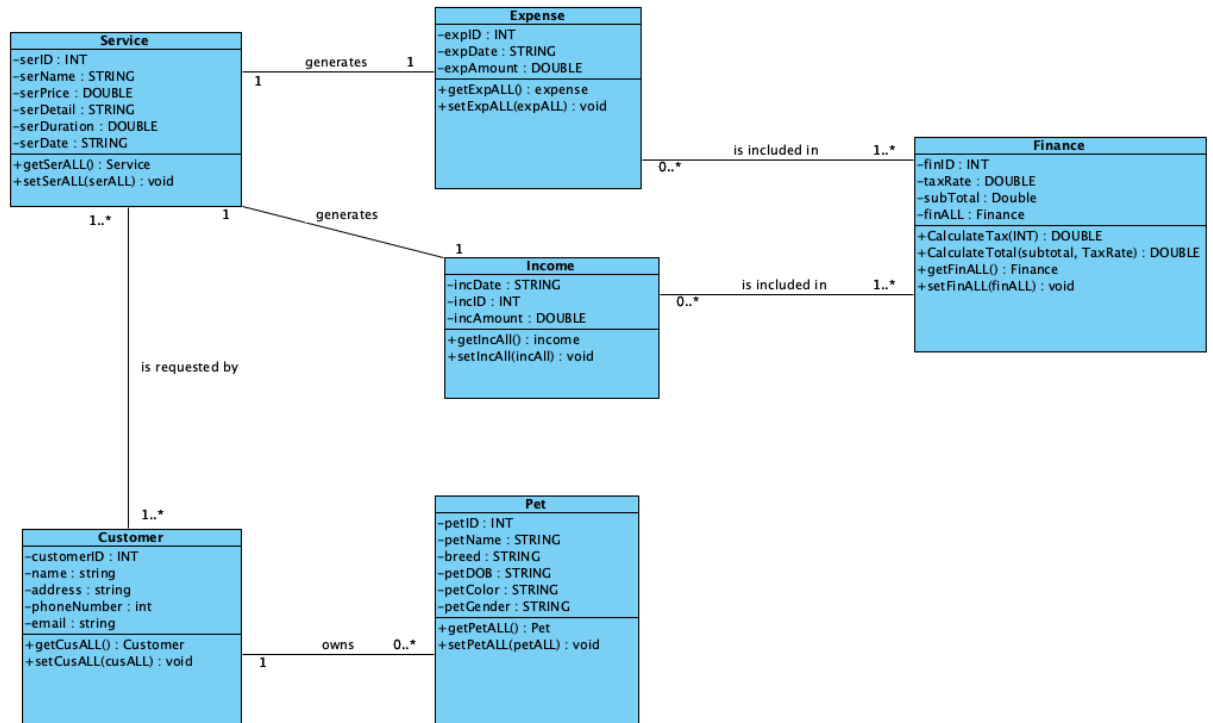 Service
-serID : INT
-serName : STRING
-serPrice : DOUBLE
-serDetail : STRING
-serDuration : DOUBLE
-serDate : STRING
+getSerALL() : Service
+setSerALL(serALL) : void
generates
1
1
Expense
-expID : INT
-expDate : STRING
-expAmount : DOUBLE
+getExpALL() : expense
+setExpALL(expALL) : void
is included in
0..*
1..*
Finance
-finID : INT
-taxRate : DOUBLE
-subTotal : Double
-finALL : Finance
+CalculateTax(INT) : DOUBLE
+CalculateTotal(subtotal, TaxRate) : DOUBLE
+getFinALL() : Finance
+setFinALL(finALL) : void
1..*
1
generates
1
Income
-incDate : STRING
-incID : INT
-incAmount : DOUBLE
+getIncAll() : income
+setIncAll(incAll) : void
is included in
0..*
1..*
is requested by
1..*
Customer
-customerID : INT
-name : string
-address : string
-phoneNumber : int
-email : string
+getCusALL() : Customer
+setCusALL(cusALL) : void
owns
1
0..*
Pet
-petID : INT
-petName : STRING
-breed : STRING
-petDOB : STRING
-petColor : STRING
-petGender : STRING
+getPetALL() : Pet
+setPetALL(petALL) : void